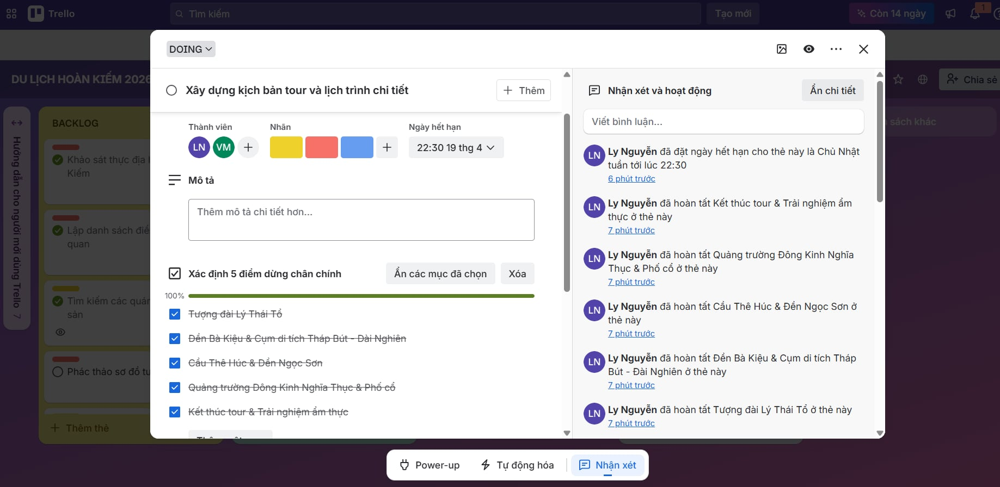 Trello
Tìm kiếm
Tạo mới
Còn 14 ngày
1
DOING
DU LỊCH HOÀN KIẾM 2026
Chia sẻ
Xây dựng kịch bản tour và lịch trình chi tiết
Thêm
Nhận xét và hoạt động
Ẩn chi tiết
Hướng dẫn cho người mới dùng Trello 7
BACKLOG
Khảo sát thực địa
Kiếm
Lập danh sách
quan
Tìm kiếm các quán
sản
Phác thảo sơ đồ
Thêm thẻ
Thành viên
Nhãn
Ngày hết hạn
LN
VM
22:30 19 thg 4
Mô tả
Thêm mô tả chi tiết hơn...
Xác định 5 điểm dừng chân chính
Ẩn các mục đã chọn
Xóa
100%
Tượng đài Lý Thái Tổ
Đền Bà Kiệu & Cụm di tích Tháp Bút - Đài Nghiên
Cầu Thê Húc & Đền Ngọc Sơn
Quảng trường Đông Kinh Nghĩa Thục & Phố cổ
Kết thúc tour & Trải nghiệm ẩm thực
Viết bình luận...
sách khác
LN
Ly Nguyễn đã đặt ngày hết hạn cho thẻ này là Chủ Nhật
tuần tới lúc 22:30
6 phút trước
LN
Ly Nguyễn đã hoàn tất Kết thúc tour & Trải nghiệm ẩm
thực ở thẻ này
7 phút trước
LN
Ly Nguyễn đã hoàn tất Quảng trường Đông Kinh Nghĩa
Thục & Phố cổ ở thẻ này
7 phút trước
LN
Ly Nguyễn đã hoàn tất Cầu Thê Húc & Đền Ngọc Sơn ở
thẻ này
7 phút trước
LN
Ly Nguyễn đã hoàn tất Đền Bà Kiệu & Cụm di tích Tháp
Bút - Đài Nghiên ở thẻ này
7 phút trước
LN
Ly Nguyễn đã hoàn tất Tượng đài Lý Thái Tổ ở thẻ này
7 phút trước
Power-up
Tự động hóa
Nhận xét